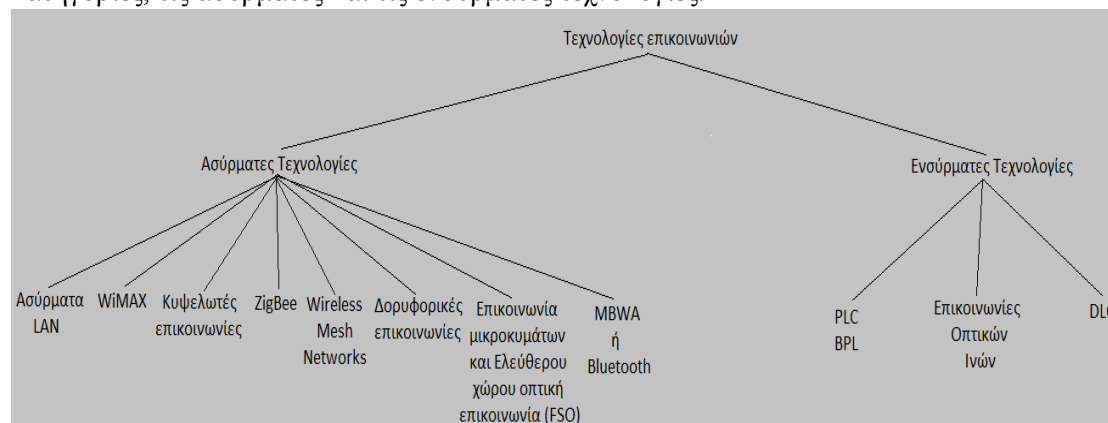 Τεχνολογίες επικοινωνιών
Ασύρματες Τεχνολογίες
Ενσύρματες Τεχνολογίες
Ασύρματα
LAN
WiMAX
Κυψελωτές
επικοινωνίες
ZigBee
Wireless
Mesh
Networks
Δορυφορικές
επικοινωνίες
Επικοινωνία
μικροκυμάτων
και Ελεύθερου
χώρου οπτική
επικοινωνία (FSO)
MBWA
ή
Bluetooth
PLC
BPL
Επικοινωνίες
Οπτικών
Ινών